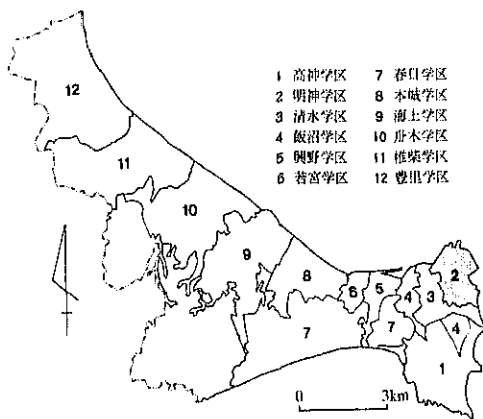 1 高神学区
2 明神学区
3 清水学区
4 飯沼学区
5 興野学区
6 若宮学区
7 春日学区
8 本城学区
9 海上学区
10 船木学区
11 椎柴学区
12 豊里学区
12
11
10
9
8
6
5
4
3
2
7
7
4
1
0 3km